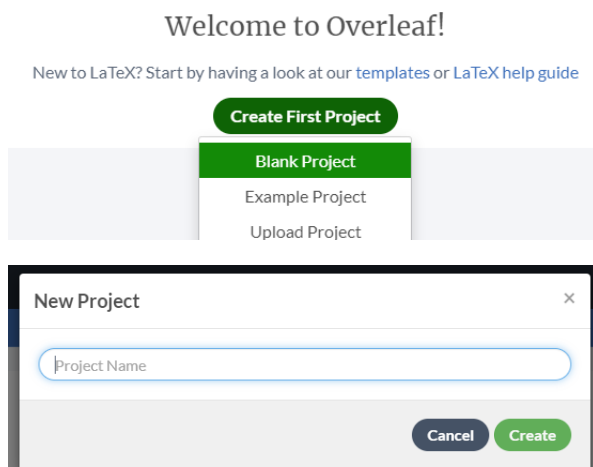 Welcome to Overleaf!
New to LaTeX? Start by having a look at our templates or LaTeX help guide
Create First Project
Blank Project
Example Project
Upload Project
New Project ×
Project Name
Cancel Create